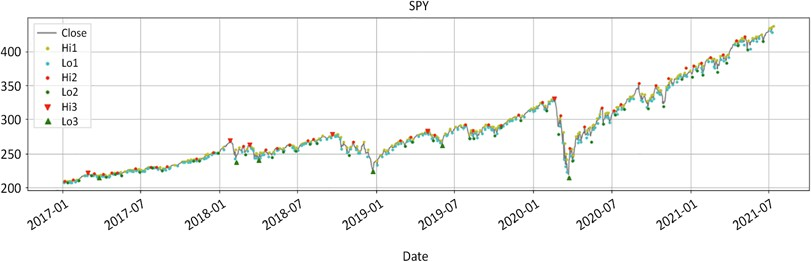 SPY
Close
Hi1
Lo1
Hi2
Lo2
Hi3
Lo3
400
350
300
250
200
2017-01
2017-07
2018-01
2018-07
2019-01
2019-07
2020-01
2020-07
2021-01
2021-07
Date